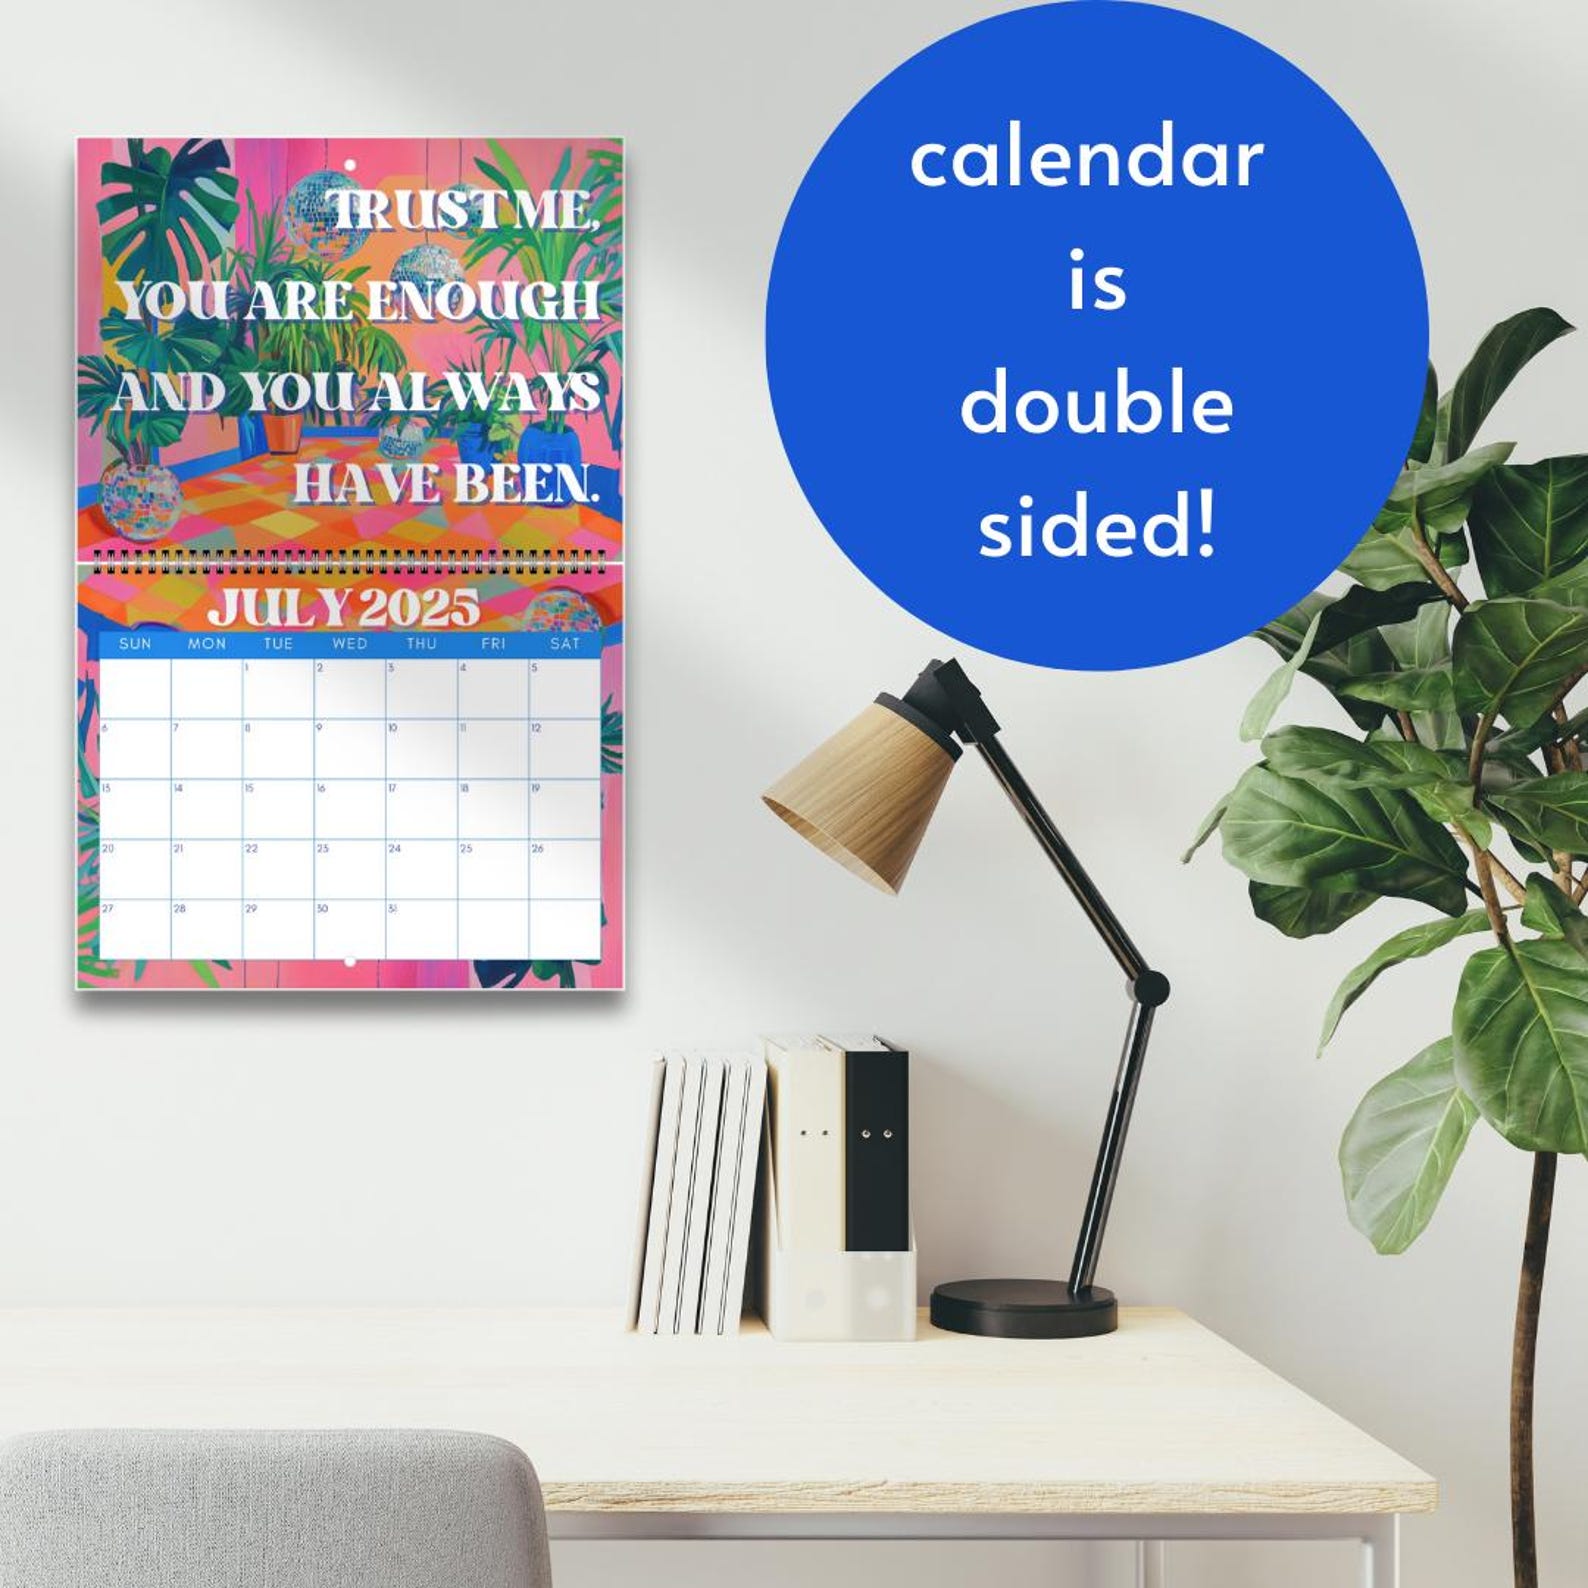 TRUST ME,
YOU ARE ENOUGH
AND YOU ALWAYS
HAVE BEEN.
JULY 2025
SUN MON TUE WED THU FRI SAT
1 2 3 4 5
6 7 8 9 10 11 12
13 14 15 16 17 18 19
20 21 22 23 24 25 26
27 28 29 30 31
calendar
is
double
sided!